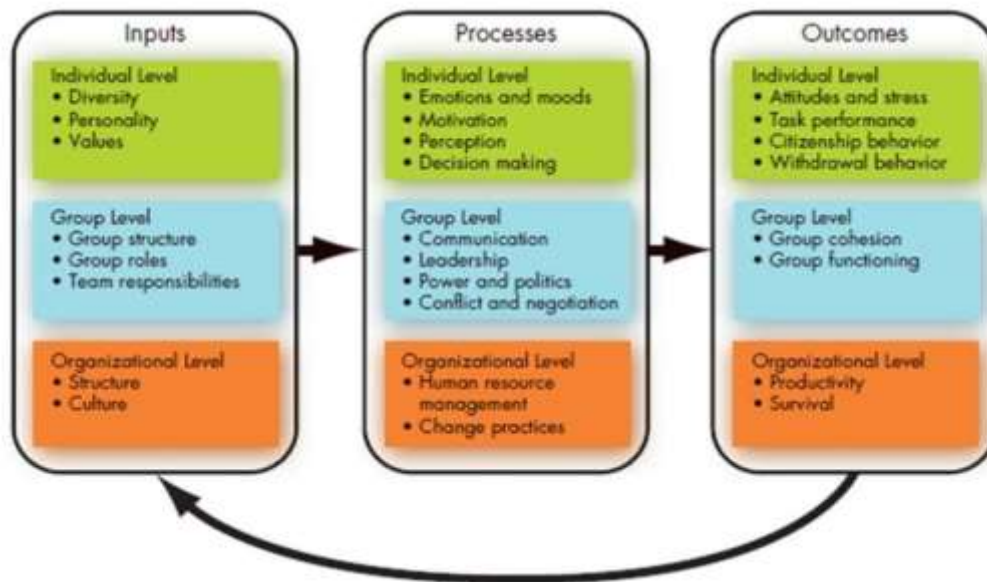 Inputs
Individual Level
• Diversity
• Personality
• Values
Group Level
• Group structure
• Group roles
• Team responsibilities
Organizational Level
• Structure
• Culture
Processes
Individual Level
• Emotions and moods
• Motivation
• Perception
• Decision making
Group Level
• Communication
• Leadership
• Power and politics
• Conflict and negotiation
Organizational Level
• Human resource
management
• Change practices
Outcomes
Individual Level
• Attitudes and stress
• Task performance
• Citizenship behavior
• Withdrawal behavior
Group Level
• Group cohesion
• Group functioning
Organizational Level
• Productivity
• Survival